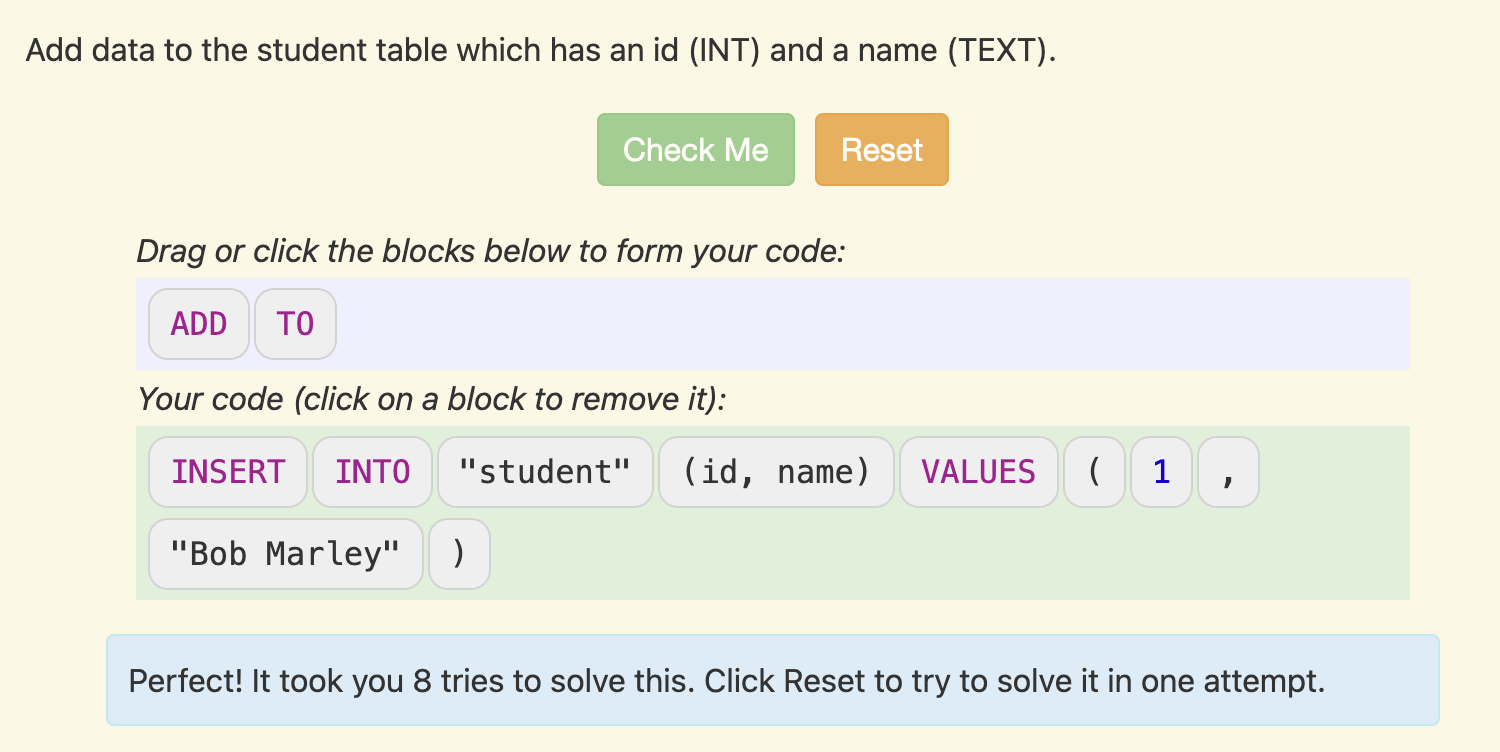 Add data to the student table which has an id (INT) and a name (TEXT).
Check Me Reset
Drag or click the blocks below to form your code:
ADD TO
Your code (click on a block to remove it):
INSERT INTO "student" (id, name) VALUES ( 1 ,
"Bob Marley" )
Perfect! It took you 8 tries to solve this. Click Reset to try to solve it in one attempt.